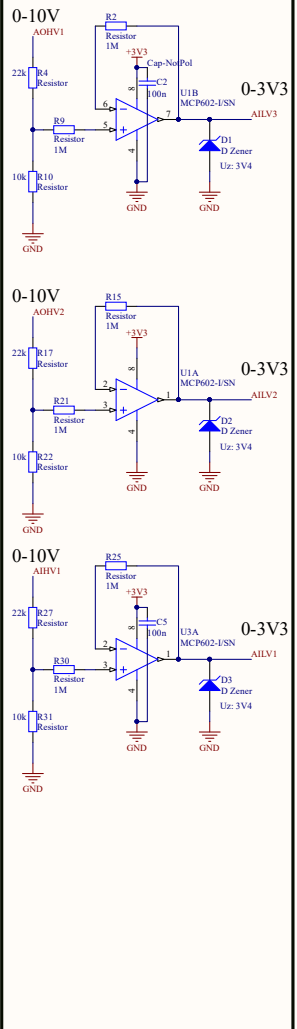 0-10V
AOHV1
R2
Resistor
1M
+3V3
Cap-NoPol
C2
100n
22k
R4
Resistor
R9
Resistor
1M
6
5
8
4
7
U1B
MCP602-I/SN
0-3V3
AILV3
D1
D Zener
Uz: 3V4
10k
R10
Resistor
GND
GND
GND
0-10V
AOHV2
R15
Resistor
1M
+3V3
22k
R17
Resistor
R21
Resistor
1M
2
3
8
4
1
U1A
MCP602-I/SN
0-3V3
AILV2
D2
D Zener
Uz: 3V4
10k
R22
Resistor
GND
GND
GND
0-10V
AIHV1
R25
Resistor
1M
+3V3
C5
100n
22k
R27
Resistor
R30
Resistor
1M
2
3
8
4
1
U3A
MCP602-I/SN
0-3V3
AILV1
D3
D Zener
Uz: 3V4
10k
R31
Resistor
GND
GND
GND